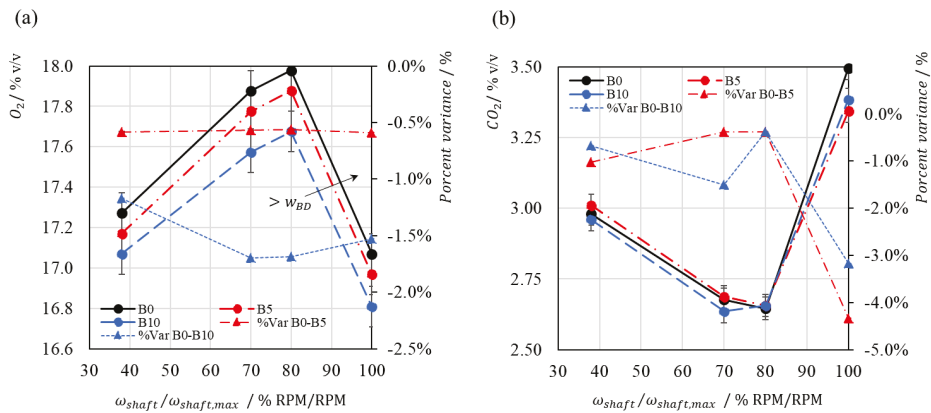 (a)
O₂/ % v/v
18.0
17.8
17.6
17.4
17.2
17.0
16.8
16.6
0.0%
-0.5%
-1.0%
-1.5%
-2.0%
-2.5%
Porcent variance / %
> w_BD
B0
B5
B10
%Var B0-B5
%Var B0-B10
30 40 50 60 70 80 90 100
ω_shaft/ω_shaft,max / % RPM/RPM
(b)
CO₂/ % v/v
3.50
3.25
3.00
2.75
2.50
0.0%
-1.0%
-2.0%
-3.0%
-4.0%
-5.0%
Porcent variance / %
B0
B5
B10
%Var B0-B5
%Var B0-B10
30 40 50 60 70 80 90 100
ω_shaft/ω_shaft,max / % RPM/RPM